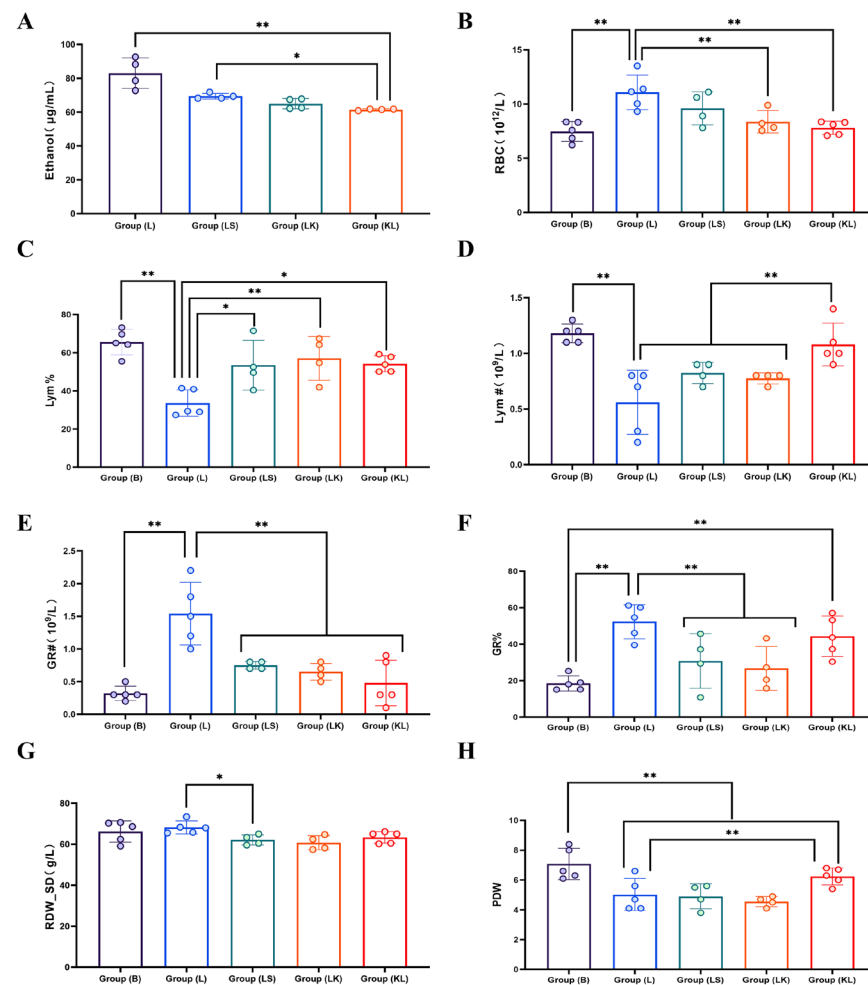 A
**
*
Ethanol( μg/mL)
100
80
60
40
20
0
Group (L) Group (LS) Group (LK) Group (KL)
B
** ** **
RBC( 10¹²/L)
15
10
5
0
Group (B) Group (L) Group (LS) Group (LK) Group (KL)
C
** *
**
*
Lym %
80
60
40
20
0
Group (B) Group (L) Group (LS) Group (LK) Group (KL)
D
** **
Lym #( 10⁹/L)
1.5
1.0
0.5
0.0
Group (B) Group (L) Group (LS) Group (LK) Group (KL)
E
** **
GR#( 10⁹/L)
2.5
2.0
1.5
1.0
0.5
0.0
Group (B) Group (L) Group (LS) Group (LK) Group (KL)
F
**
** **
GR%
80
60
40
20
0
Group (B) Group (L) Group (LS) Group (LK) Group (KL)
G
*
RDW_SD (g/L)
80
60
40
20
0
Group (B) Group (L) Group (LS) Group (LK) Group (KL)
H
**
**
PDW
10
8
6
4
2
0
Group (B) Group (L) Group (LS) Group (LK) Group (KL)